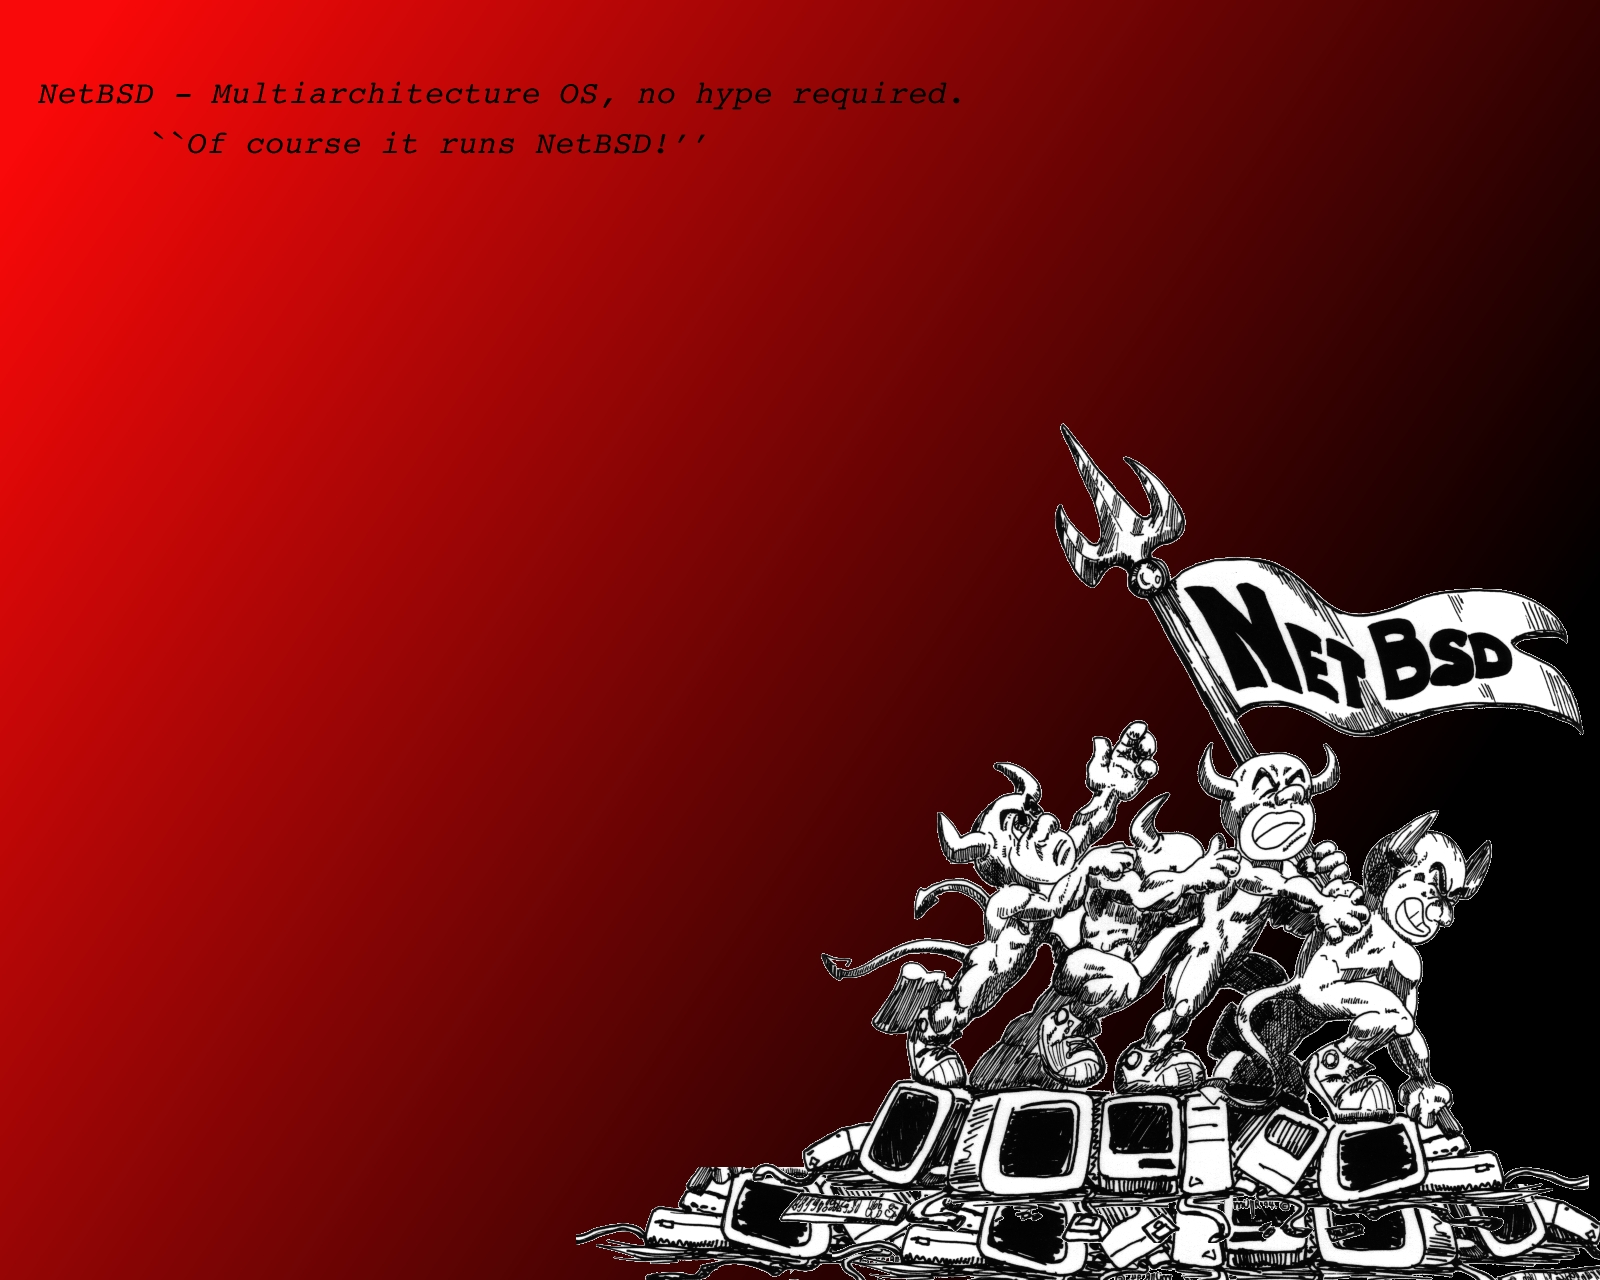 NetBSD - Multiarchitecture OS, no hype required.
``Of course it runs NetBSD!''
NETBSD